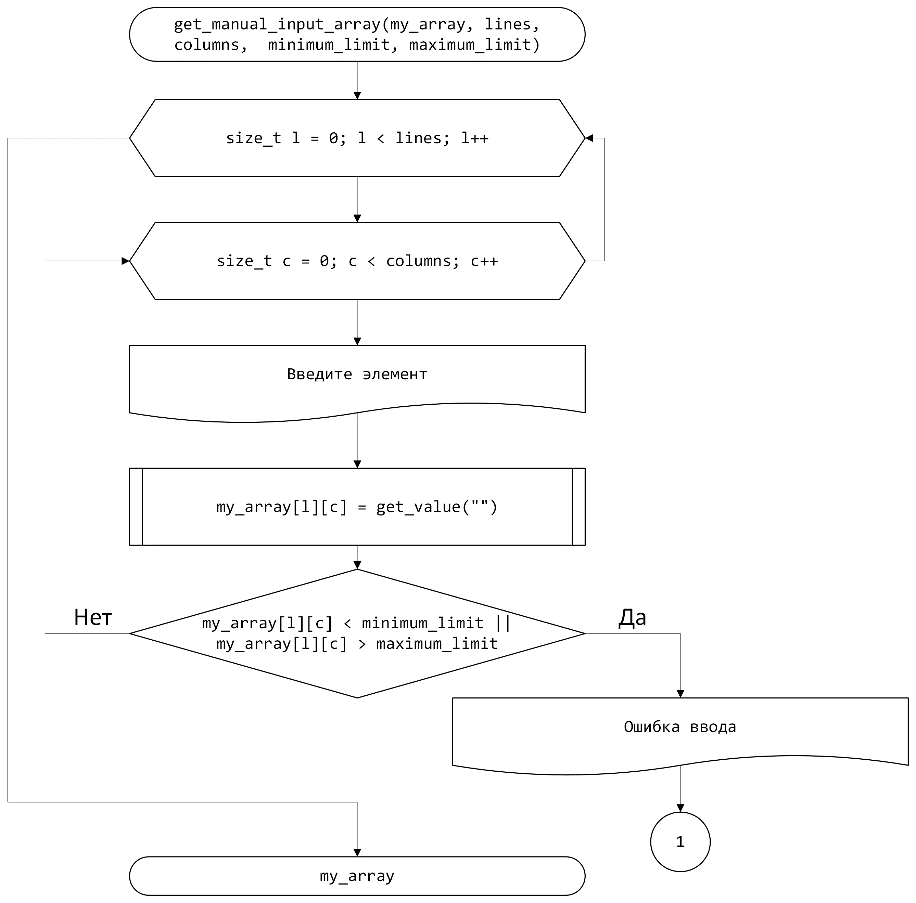 get_manual_input_array(my_array, lines,
columns,  minimum_limit, maximum_limit)
size_t l = 0; l < lines; l++
size_t c = 0; c < columns; c++
Введите элемент
my_array[l][c] = get_value("")
Нет
my_array[l][c] < minimum_limit ||
my_array[l][c] > maximum_limit
Да
Ошибка ввода
1
my_array